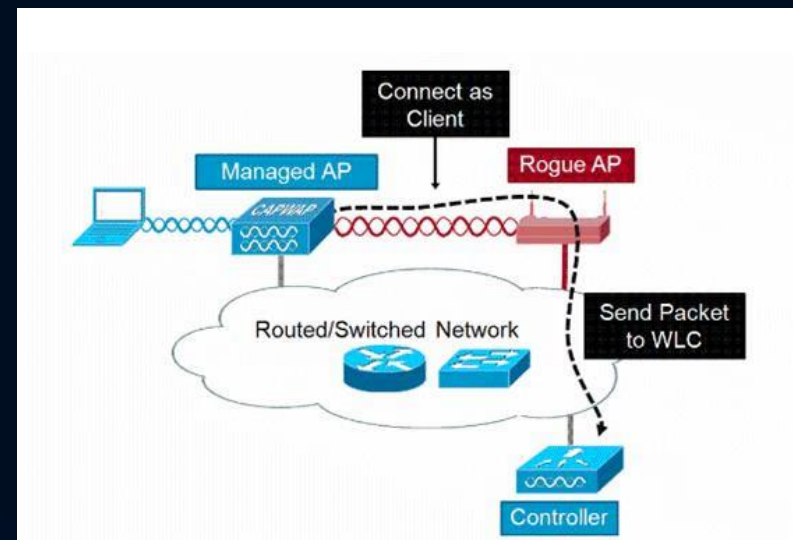 Connect as
Client
Managed AP
Rogue AP
CAPWAP
Routed/Switched Network
Send Packet
to WLC
Controller